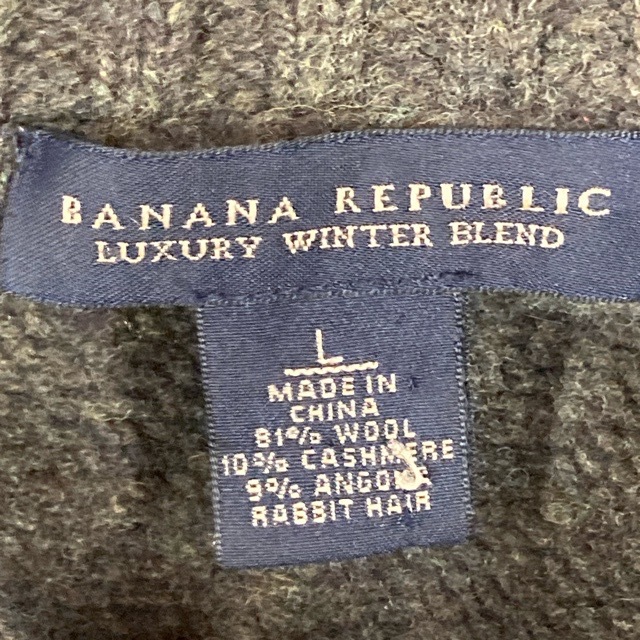 BANANA REPUBLIC
LUXURY WINTER BLEND
L
MADE IN
CHINA
81% WOOL
10% CASHMERE
9% ANGORA
RABBIT HAIR